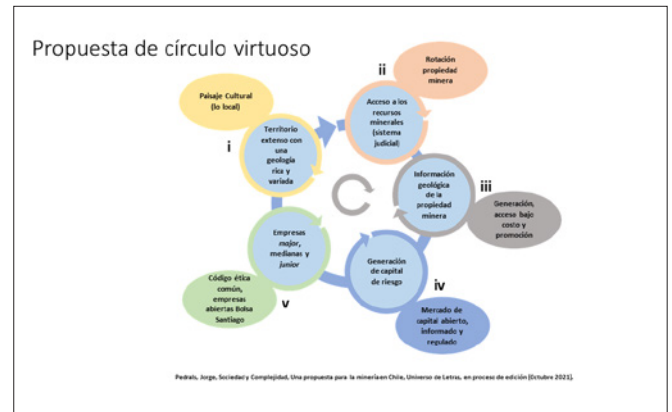 Propuesta de círculo virtuoso
Paisaje Cultural
(lo local)
i
Territorio
extenso con
una
geología
rica y
variada
ii
Rotación
propiedad
minera
Acceso a los
recursos
minerales
(sistema
judicial)
Información
geológica
de la
propiedad
minera
iii
Generación,
acceso bajo
costo y
promoción
Generación
de capital
de riesgo
iv
Mercado de
capital abierto,
informado y
regulado
Empresas
major,
medianas y
junior
Código ética
común,
empresas
abiertas Bolsa
Santiago
v
Pedrals, Jorge, Sociedad y Complejidad, Una propuesta para la minería en Chile, Universo de Letras, en proceso de edición (Octubre 2021).